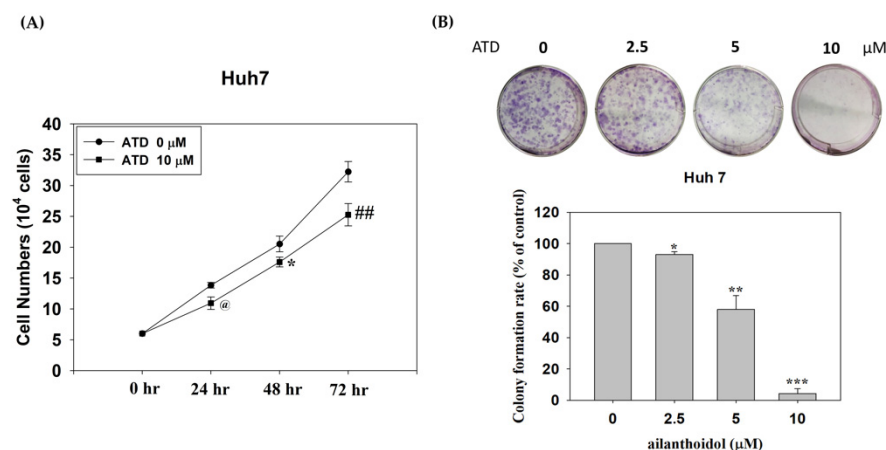 (A)
Huh7
ATD 0 μM
ATD 10 μM
Cell Numbers (10⁴ cells)
40
35
30
25
20
15
10
5
0
@
*
##
0 hr 24 hr 48 hr 72 hr
(B)
ATD 0 2.5 5 10 μM
Huh 7
Colony formation rate (% of control)
120
100
80
60
40
20
0
*
**
***
0 2.5 5 10
ailanthoidol (μM)